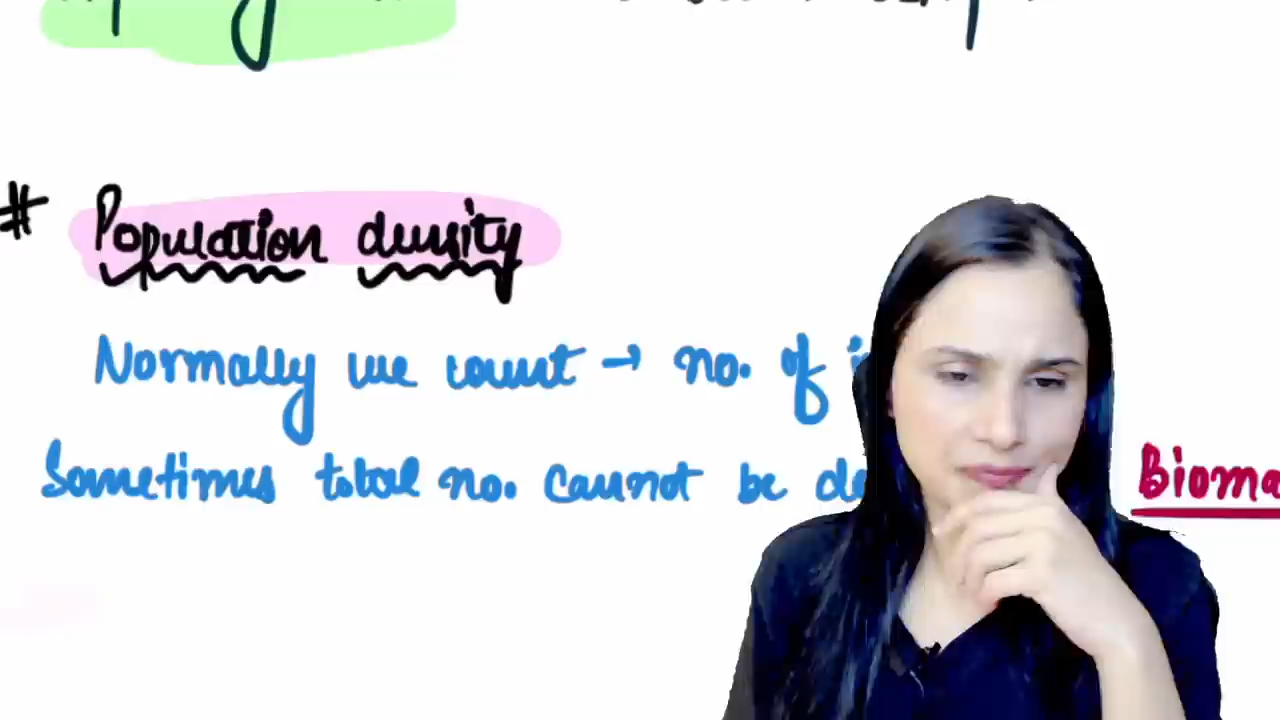 # Population density
Normally we count → no. of
Sometimes total no. cannot be Bioma